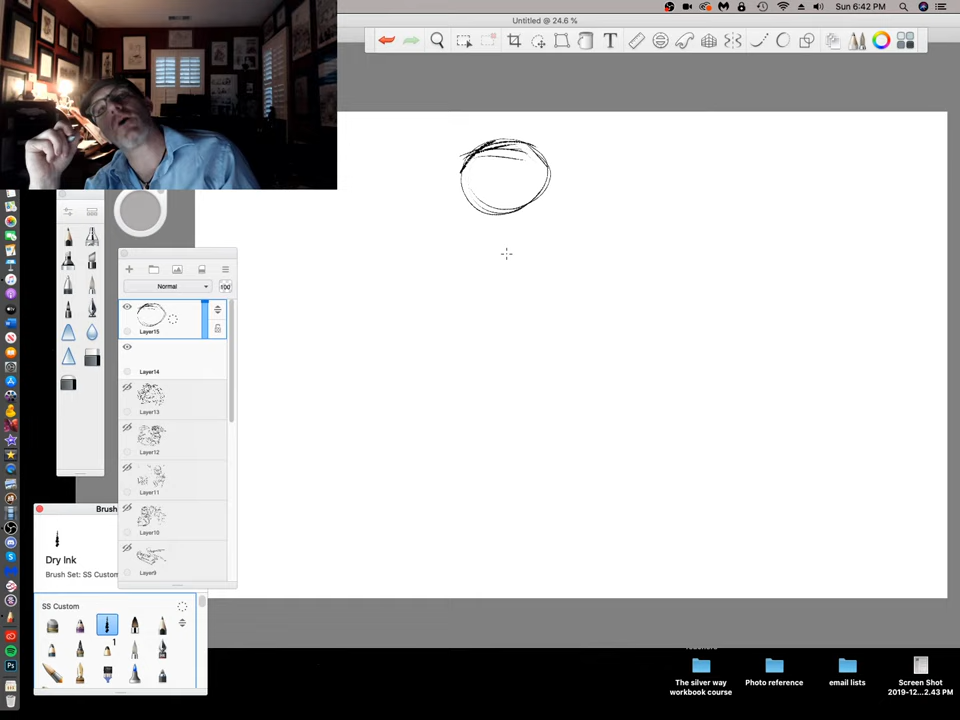 Sun 6:42 PM
Untitled @ 24.6 %
T
Normal
100
Layer15
Layer14
Layer13
Layer12
Layer11
Layer10
Layer9
Brush
Dry Ink
Brush Set: SS Custom
SS Custom
1
Ps
The silver way
workbook course
Photo reference
email lists
Screen Shot
2019-12...2.43 PM